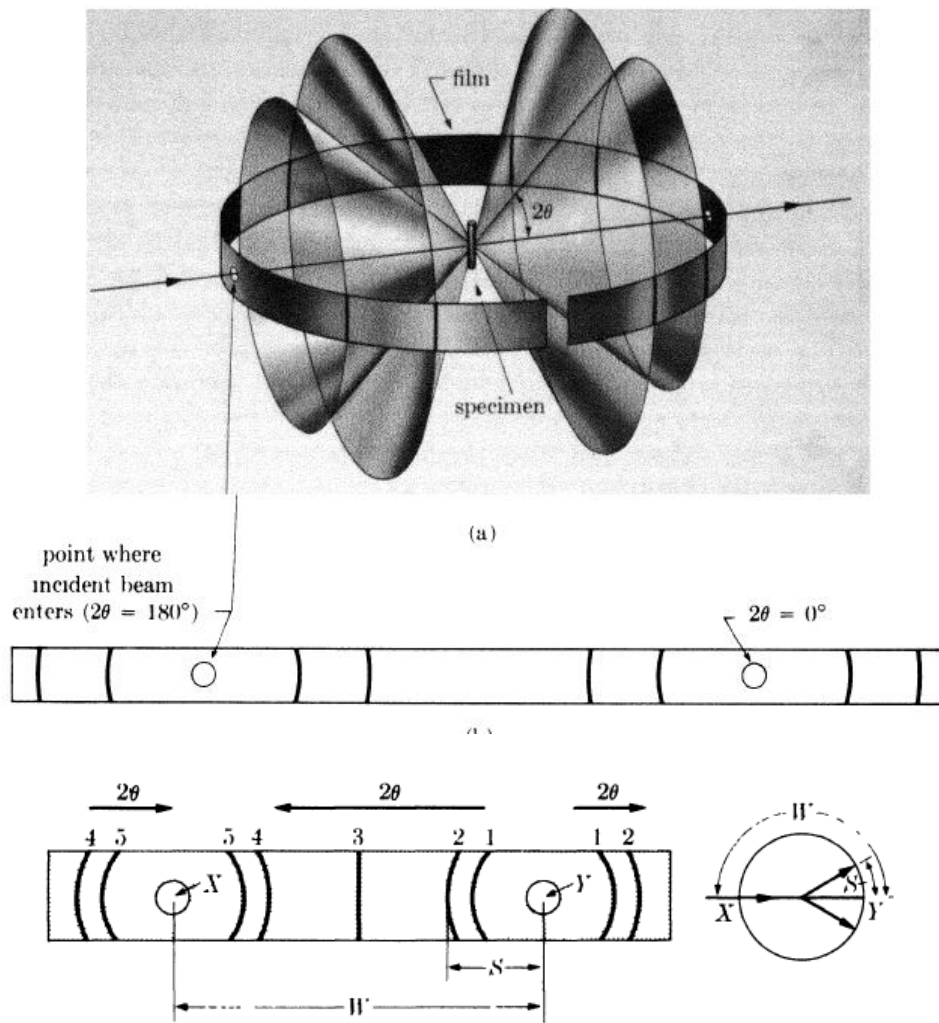 film
2θ
specimen
(a)
point where
incident beam
enters (2θ = 180°)
2θ = 0°
2θ 2θ 2θ
4 5 5 4 3 2 1 1 2
X Y
S
W
W
S
X Y